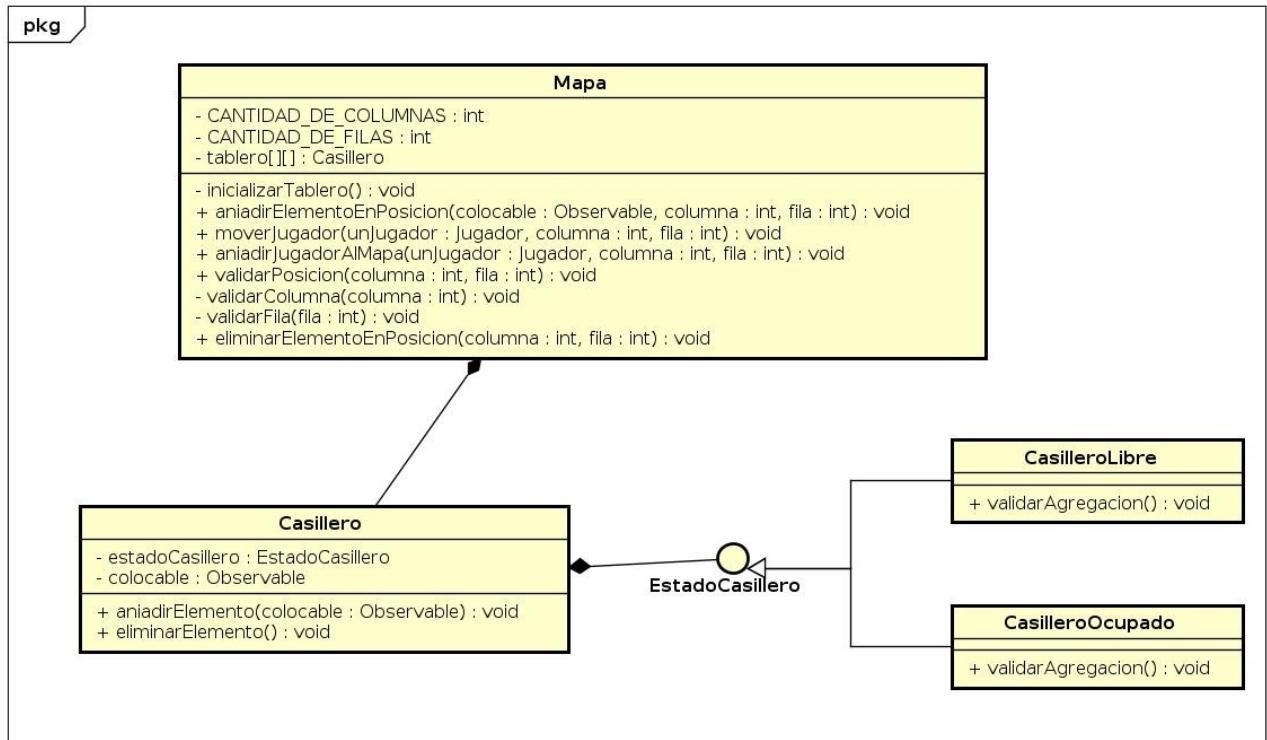 pkg
Mapa
- CANTIDAD_DE_COLUMNAS : int
- CANTIDAD_DE_FILAS : int
- tablero[][] : Casillero
- inicializarTablero() : void
+ aniadirElementoEnPosicion(colocable : Observable, columna : int, fila : int) : void
+ moverJugador(unJugador : Jugador, columna : int, fila : int) : void
+ aniadirJugadorAlMapa(unJugador : Jugador, columna : int, fila : int) : void
+ validarPosicion(columna : int, fila : int) : void
- validarColumna(columna : int) : void
- validarFila(fila : int) : void
+ eliminarElementoEnPosicion(columna : int, fila : int) : void
Casillero
- estadoCasillero : EstadoCasillero
- colocable : Observable
+ aniadirElemento(colocable : Observable) : void
+ eliminarElemento() : void
EstadoCasillero
CasilleroLibre
+ validarAgregacion() : void
CasilleroOcupado
+ validarAgregacion() : void